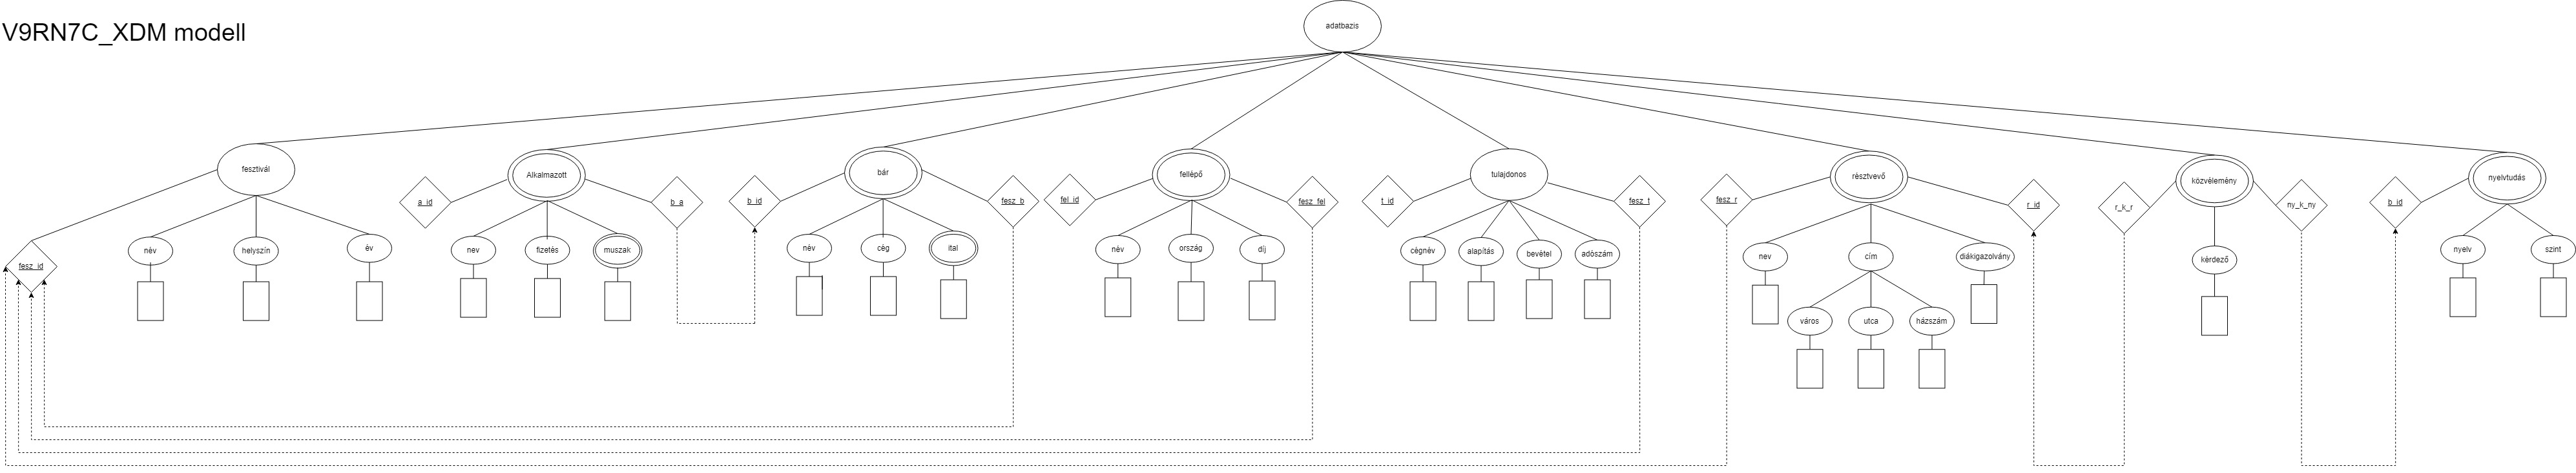 V9RN7C_XDM modell
adatbazis
fesztivál
Alkalmazott
bár
fellépő
tulajdonos
résztvevő
közvélemény
nyelvtudás
fesz_id
a_id
b_a
b_id
fesz_b
fel_id
fesz_fel
t_id
fesz_t
fesz_r
r_id
r_k_r
ny_k_ny
b_id
név
helyszín
év
nev
fizetés
muszak
név
cég
ital
név
ország
díj
cégnév
alapítás
bevétel
adószám
nev
cím
diákigazolvány
kérdező
nyelv
szint
város
utca
házszám